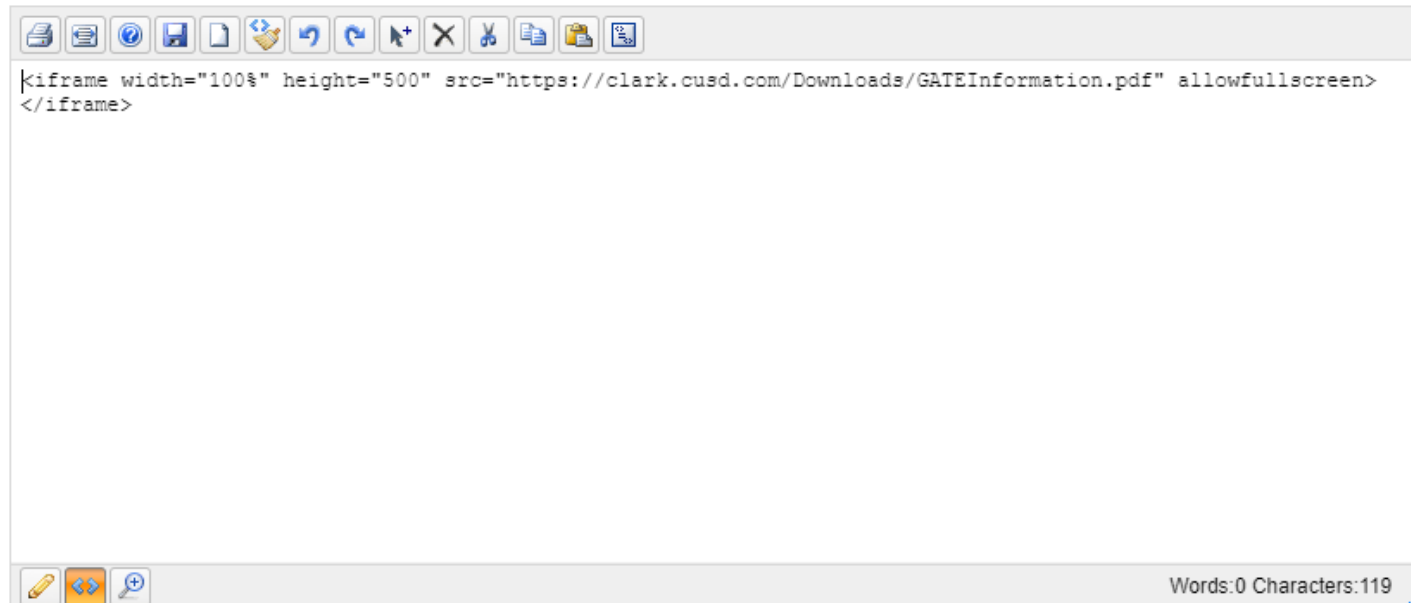 <iframe width="100%" height="500" src="https://clark.cusd.com/Downloads/GATEInformation.pdf" allowfullscreen>
</iframe>
Words:0 Characters:119